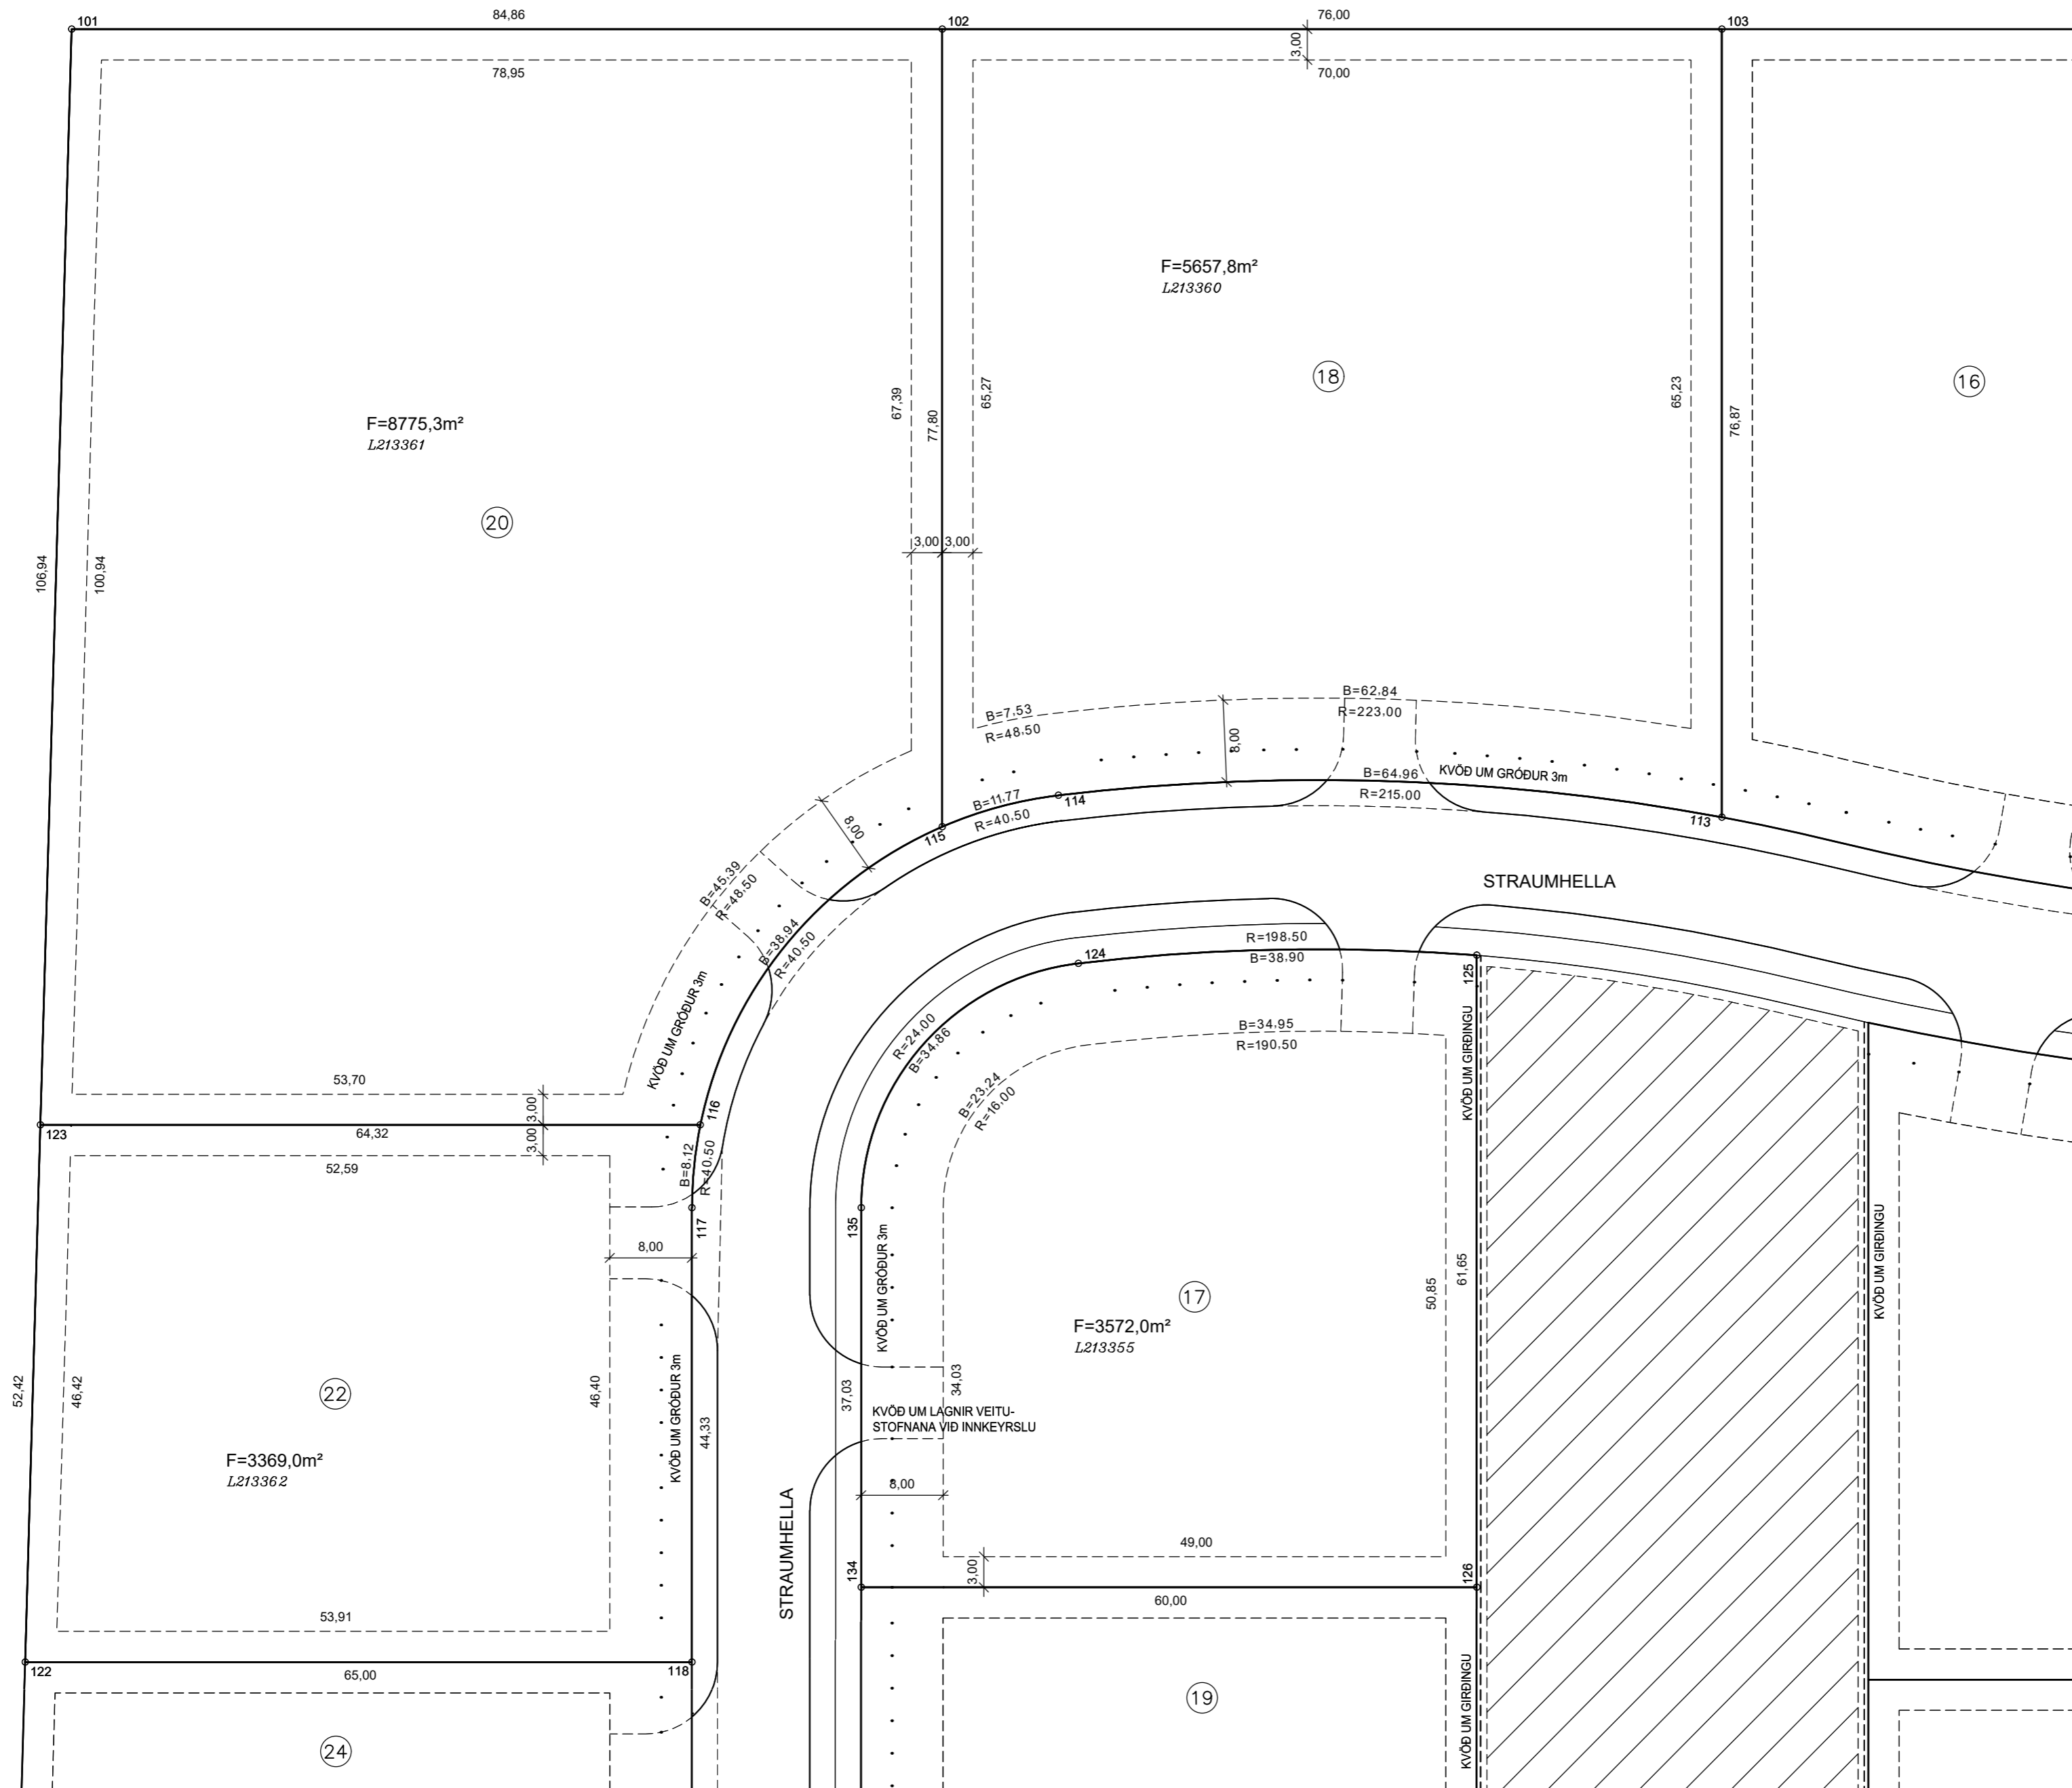 101
84,86
102
76,00
103
78,95
3,00
70,00
F=5657,8m²
L213360
18
16
F=8775,3m²
L213361
20
67,39
77,80
65,27
65,23
76,87
106,94
100,94
3,00
3,00
B=7,53
R=48,50
B=62,84
R=223,00
8,00
B=64,96
R=215,00
KVÖÐ UM GRÓÐUR 3m
B=11,77
R=40,50
114
115
113
8,00
B=45,39
R=48,50
B=38,94
R=40,50
STRAUMHELLA
KVÖÐ UM GRÓÐUR 3m
124
R=198,50
B=38,90
125
R=24,00
B=34,86
B=34,95
R=190,50
B=23,24
R=16,00
KVÖÐ UM GIRÐINGU
53,70
3,00
123
64,32
3,00
116
52,59
B=8,12
R=40,50
117
135
8,00
KVÖÐ UM GRÓÐUR 3m
17
F=3572,0m²
L213355
50,85
61,65
KVÖÐ UM GIRÐINGU
52,42
46,42
22
46,40
KVÖÐ UM GRÓÐUR 3m
44,33
37,03
34,03
KVÖÐ UM LAGNIR VEITU-
STOFNANA VIÐ INNKEYRSLU
F=3369,0m²
L213362
8,00
STRAUMHELLA
49,00
134
3,00
126
60,00
53,91
122
65,00
118
19
KVÖÐ UM GIRÐINGU
24